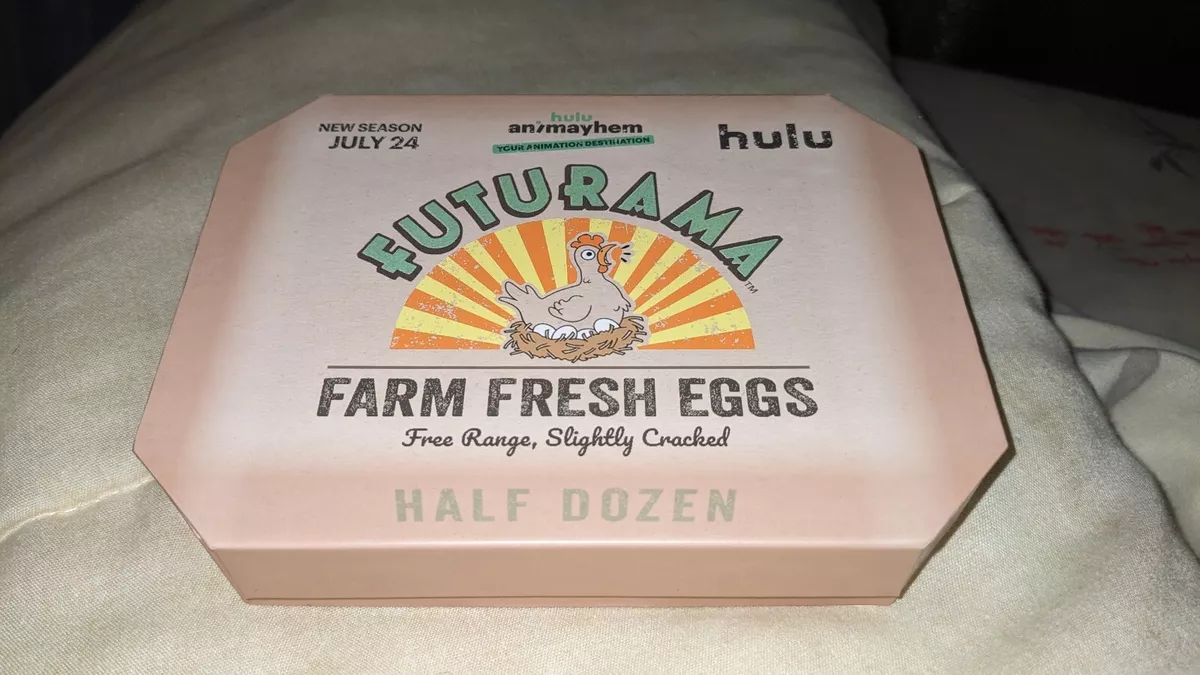 NEW SEASON
JULY 24
hulu
animayhem
YOUR ANIMATION DESTINATION
hulu
FUTURAMA
TM
FARM FRESH EGGS
Free Range, Slightly Cracked
HALF DOZEN